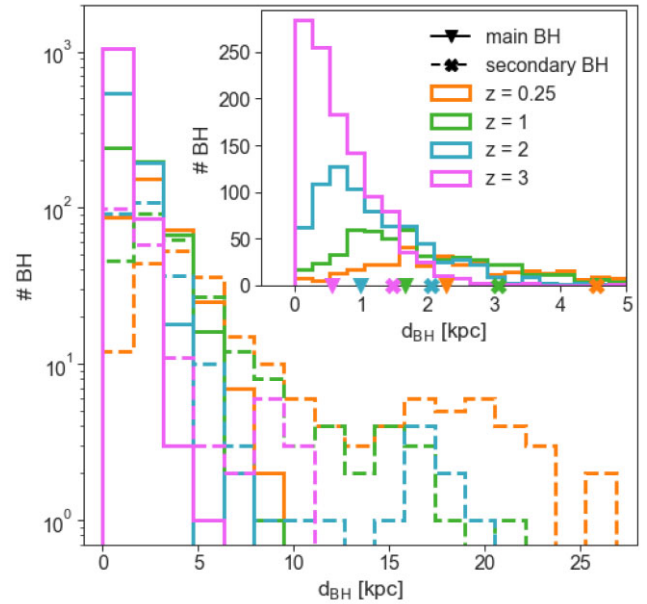 10³
10²
10¹
10⁰
# BH
0
5
10
15
20
25
d_BH [kpc]
250
200
150
100
50
0
# BH
0
1
2
3
4
5
d_BH [kpc]
main BH
secondary BH
z = 0.25
z = 1
z = 2
z = 3